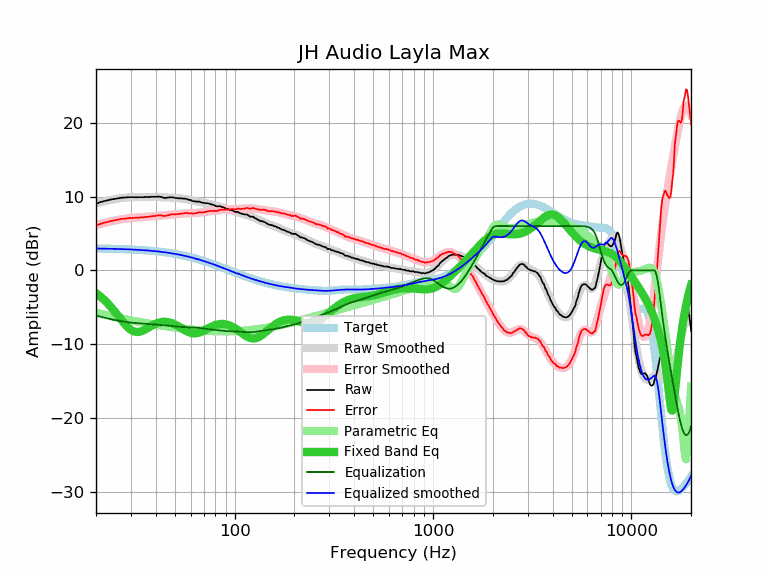 JH Audio Layla Max
20
10
0
−10
−20
−30
Amplitude (dBr)
Target
Raw Smoothed
Error Smoothed
Raw
Error
Parametric Eq
Fixed Band Eq
Equalization
Equalized smoothed
100
1000
10000
Frequency (Hz)